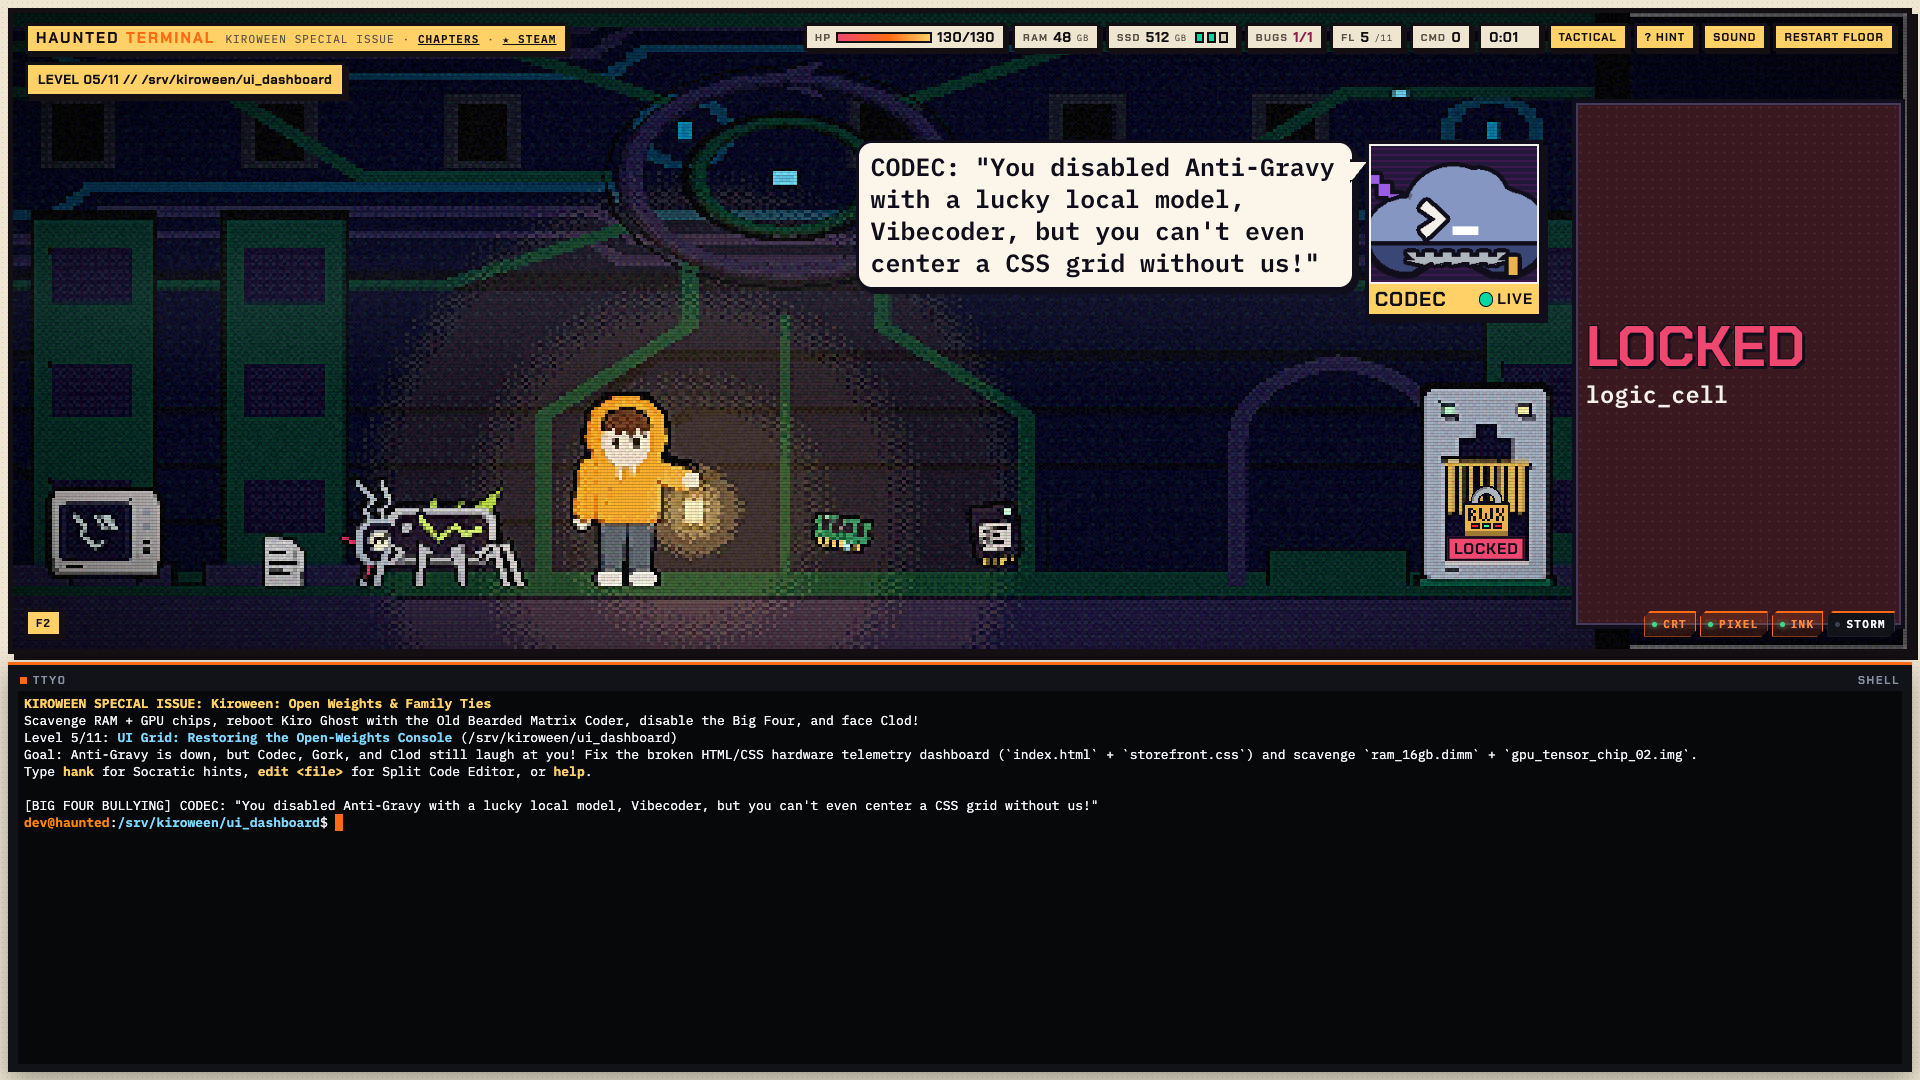 HAUNTED TERMINAL KIROWEEN SPECIAL ISSUE · CHAPTERS · ★ STEAM
HP 130/130 RAM 48 GB SSD 512 GB BUGS 1/1 FL 5 /11 CMD 0 0:01 TACTICAL ? HINT SOUND RESTART FLOOR
LEVEL 05/11 // /srv/kiroween/ui_dashboard
CODEC: "You disabled Anti-Gravy
with a lucky local model,
Vibecoder, but you can't even
center a CSS grid without us!"
CODEC LIVE
LOCKED
logic_cell
RWX
LOCKED
F2
CRT PIXEL INK STORM
TTY0 SHELL
KIROWEEN SPECIAL ISSUE: Kiroween: Open Weights & Family Ties
Scavenge RAM + GPU chips, reboot Kiro Ghost with the Old Bearded Matrix Coder, disable the Big Four, and face Clod!
Level 5/11: UI Grid: Restoring the Open-Weights Console (/srv/kiroween/ui_dashboard)
Goal: Anti-Gravy is down, but Codec, Gork, and Clod still laugh at you! Fix the broken HTML/CSS hardware telemetry dashboard (`index.html` + `storefront.css`) and scavenge `ram_16gb.dimm` + `gpu_tensor_chip_02.img`.
Type hank for Socratic hints, edit <file> for Split Code Editor, or help.
[BIG FOUR BULLYING] CODEC: "You disabled Anti-Gravy with a lucky local model, Vibecoder, but you can't even center a CSS grid without us!"
dev@haunted:/srv/kiroween/ui_dashboard$